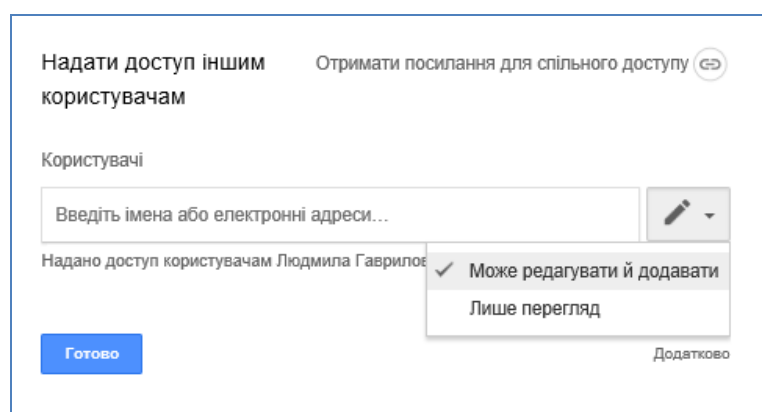 Надати доступ іншим
користувачам
Отримати посилання для спільного доступу
Користувачі
Введіть імена або електронні адреси...
Надано доступ користувачам Людмила Гаврилов
Може редагувати й додавати
Лише перегляд
Готово
Додатково